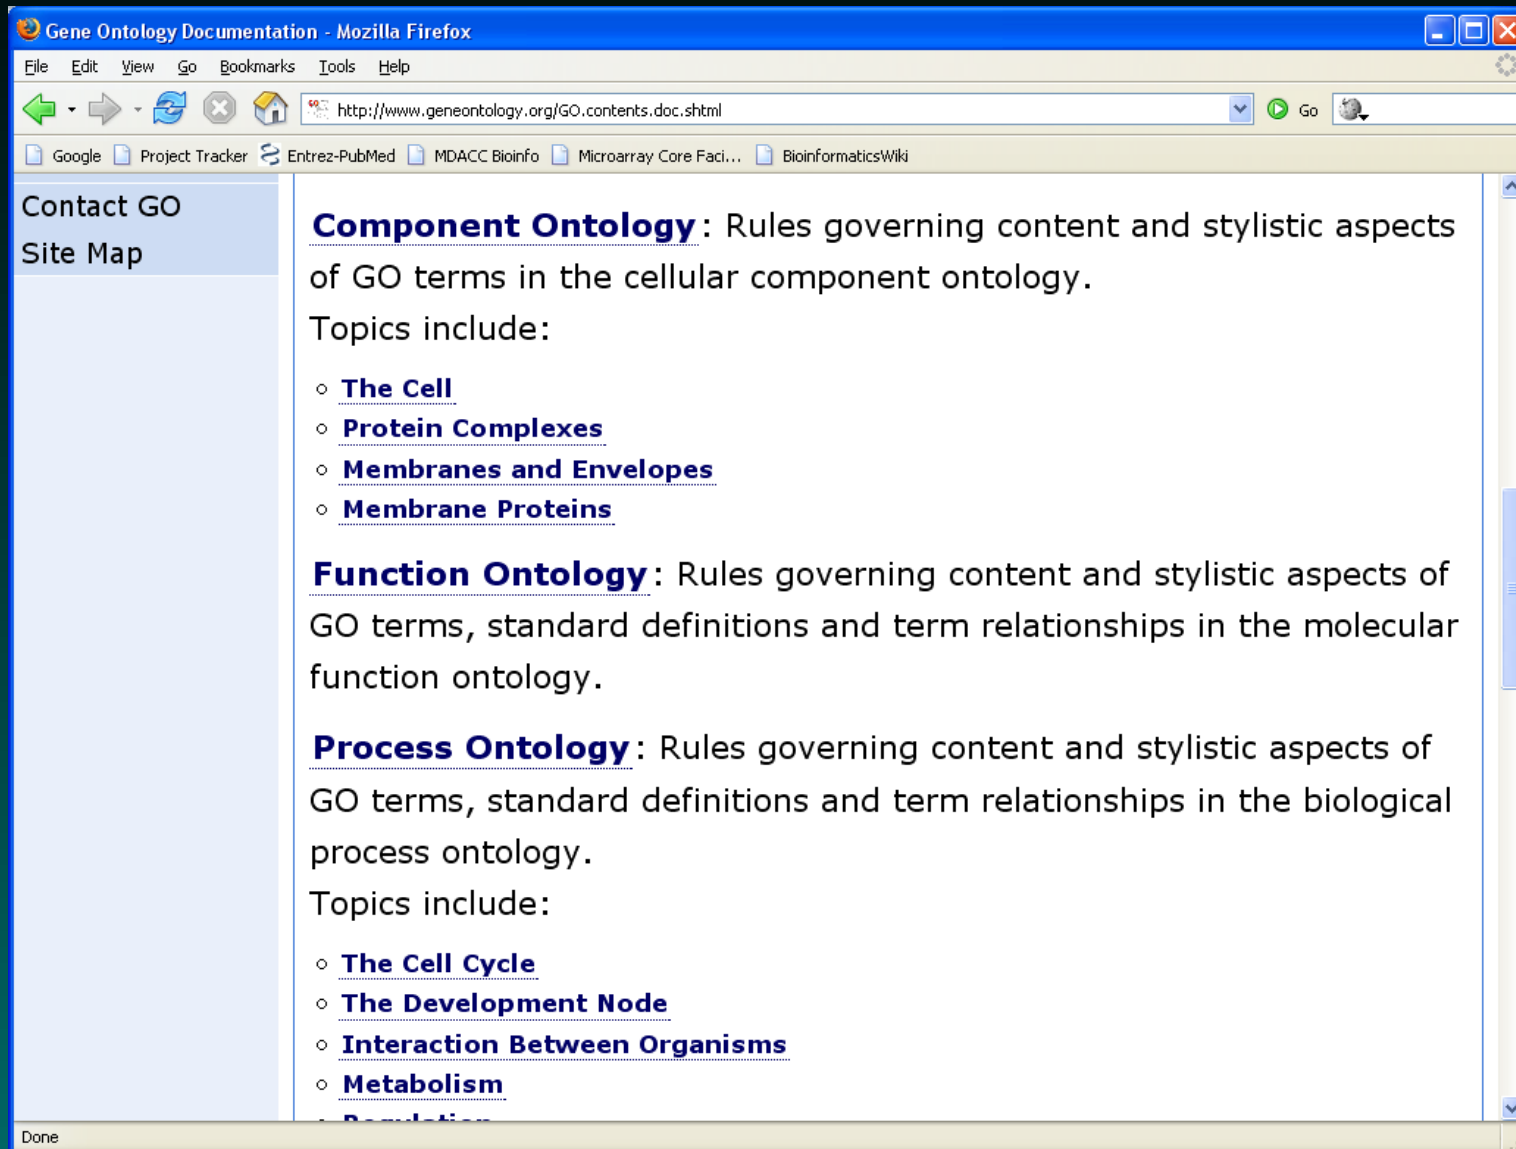 Gene Ontology Documentation - Mozilla Firefox
File Edit View Go Bookmarks Tools Help
http://www.geneontology.org/GO.contents.doc.shtml Go
Google Project Tracker Entrez-PubMed MDACC Bioinfo Microarray Core Faci... BioinformaticsWiki
Contact GO
Site Map
Component Ontology: Rules governing content and stylistic aspects
of GO terms in the cellular component ontology.
Topics include:
The Cell
Protein Complexes
Membranes and Envelopes
Membrane Proteins
Function Ontology: Rules governing content and stylistic aspects of
GO terms, standard definitions and term relationships in the molecular
function ontology.
Process Ontology: Rules governing content and stylistic aspects of
GO terms, standard definitions and term relationships in the biological
process ontology.
Topics include:
The Cell Cycle
The Development Node
Interaction Between Organisms
Metabolism
Regulation
Done